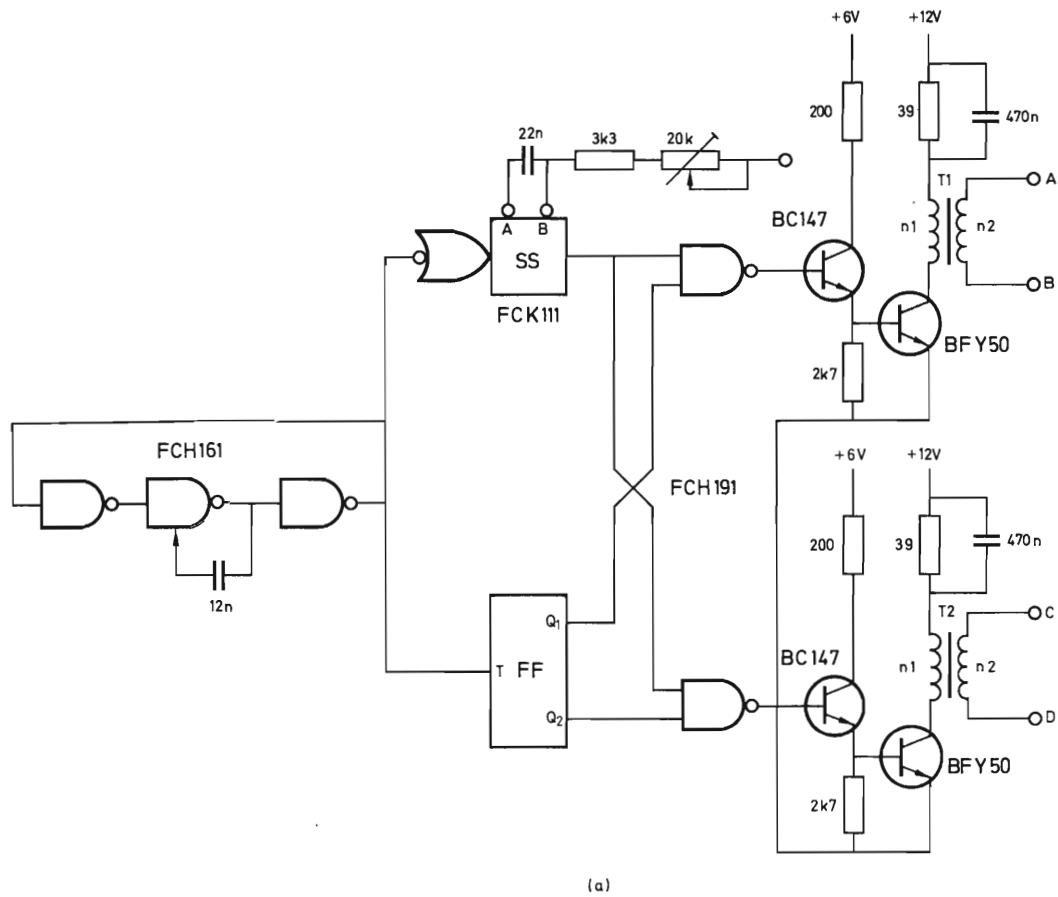 +6V
+12V
200
39
470n
22n
3k3
20k
T1
A
n1
n2
BC147
A
B
SS
B
FCK111
BFY50
2k7
FCH161
+6V
+12V
FCH191
200
39
470n
12n
T2
C
Q1
n1
n2
BC147
T
FF
Q2
D
BFY50
2k7
(a)